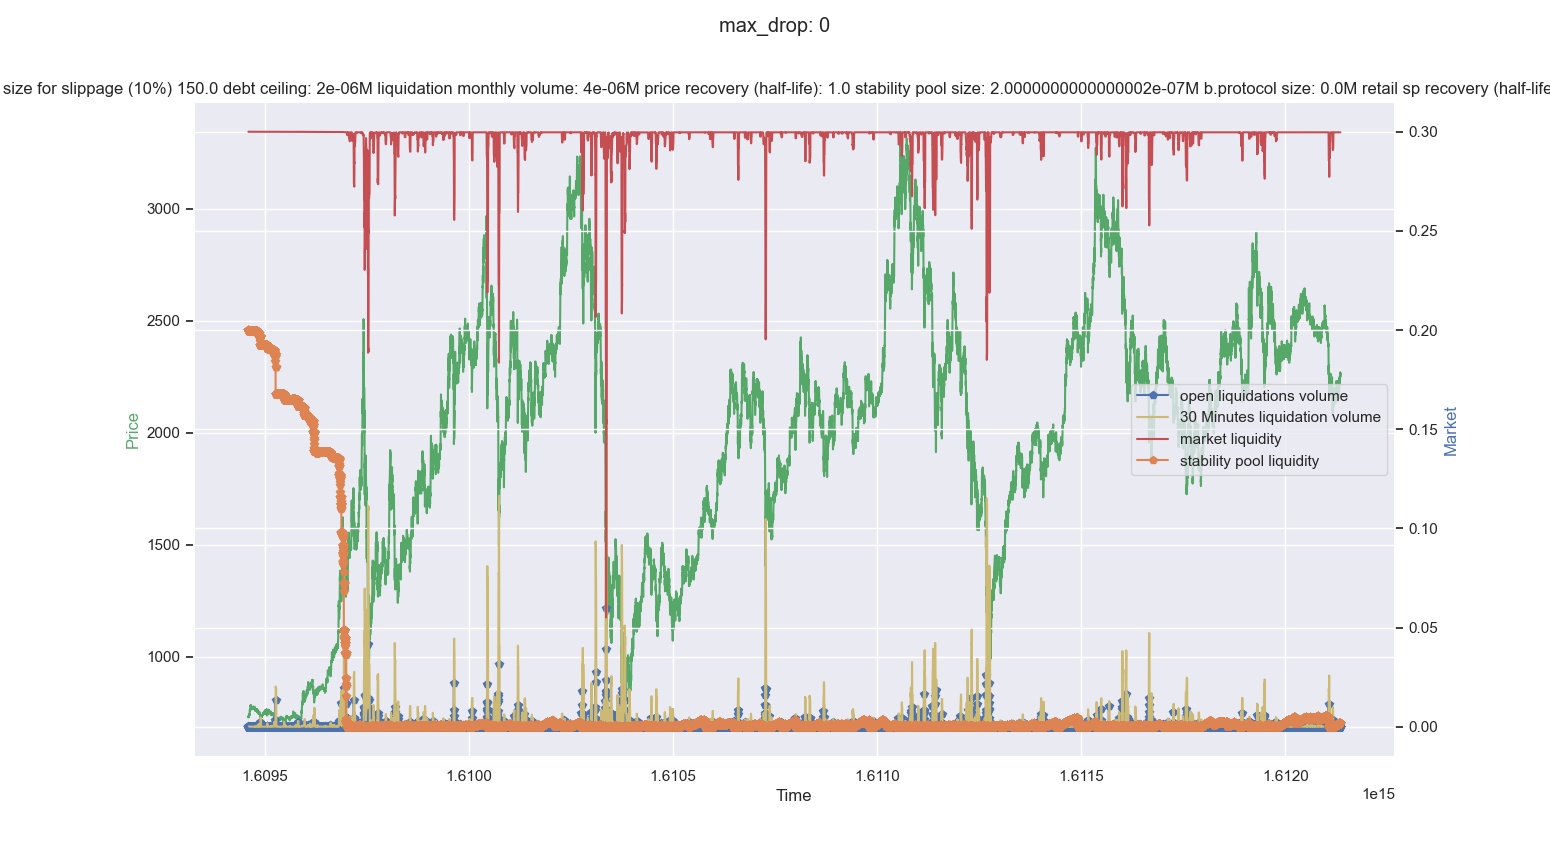 max_drop: 0
size for slippage (10%) 150.0 debt ceiling: 2e-06M liquidation monthly volume: 4e-06M price recovery (half-life): 1.0 stability pool size: 2.0000000000000002e-07M b.protocol size: 0.0M retail sp recovery (half-life
0.30
3000
0.25
2500
0.20
open liquidations volume
30 Minutes liquidation volume
market liquidity
stability pool liquidity
Price
Market
2000
0.15
1500
0.10
1000
0.05
0.00
1.6095 1.6100 1.6105 1.6110 1.6115 1.6120
Time
1e15